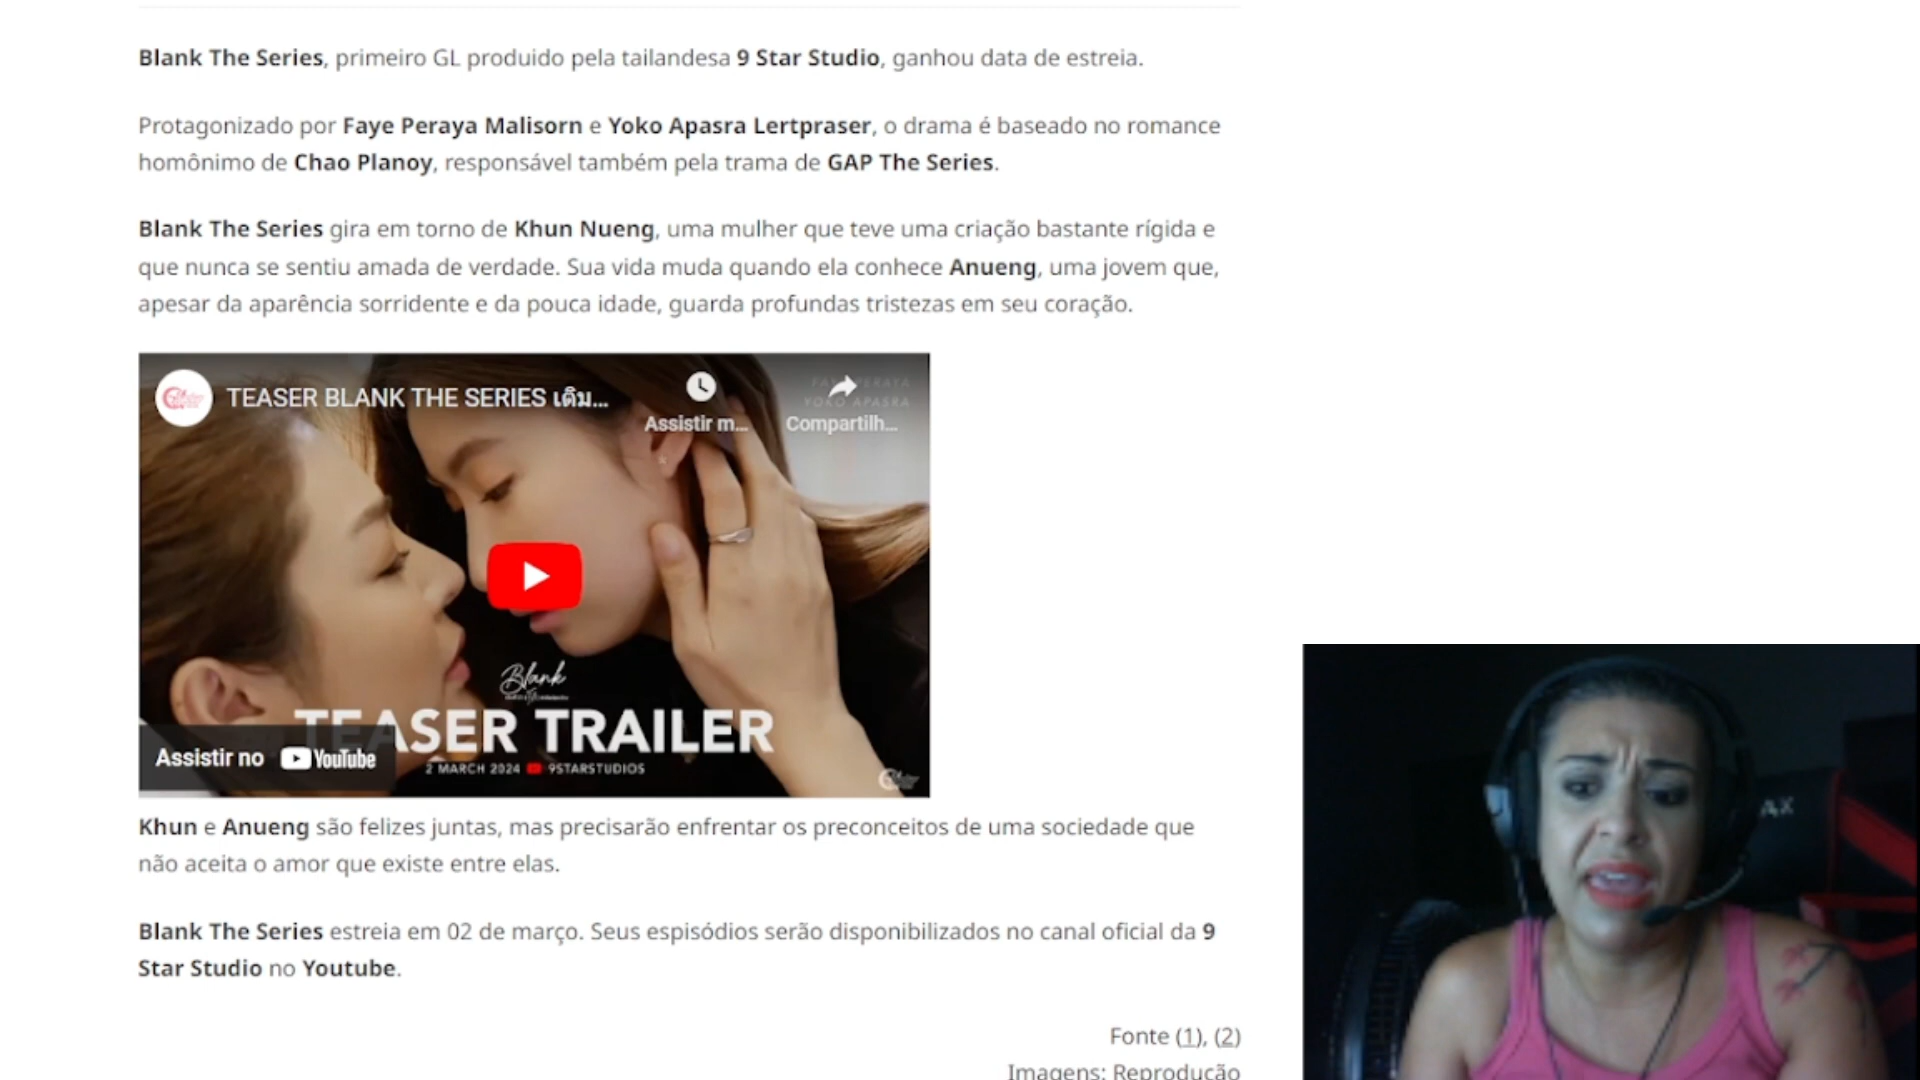 Blank The Series, primeiro GL produido pela tailandesa 9 Star Studio, ganhou data de estreia.
Protagonizado por Faye Peraya Malisorn e Yoko Apasra Lertpraser, o drama é baseado no romance
homônimo de Chao Planoy, responsável também pela trama de GAP The Series.
Blank The Series gira em torno de Khun Nueng, uma mulher que teve uma criação bastante rígida e
que nunca se sentiu amada de verdade. Sua vida muda quando ela conhece Anueng, uma jovem que,
apesar da aparência sorridente e da pouca idade, guarda profundas tristezas em seu coração.
FAYE PERAYA
YOKO APASRA
TEASER BLANK THE SERIES เติม...
Assistir m...
Compartilh...
Blank
TEASER TRAILER
Assistir no YouTube
2 MARCH 2024 9STARSTUDIOS
Khun e Anueng são felizes juntas, mas precisarão enfrentar os preconceitos de uma sociedade que
não aceita o amor que existe entre elas.
Blank The Series estreia em 02 de março. Seus espisódios serão disponibilizados no canal oficial da 9
Star Studio no Youtube.
Fonte (1), (2)
Imagens: Reprodução
AX